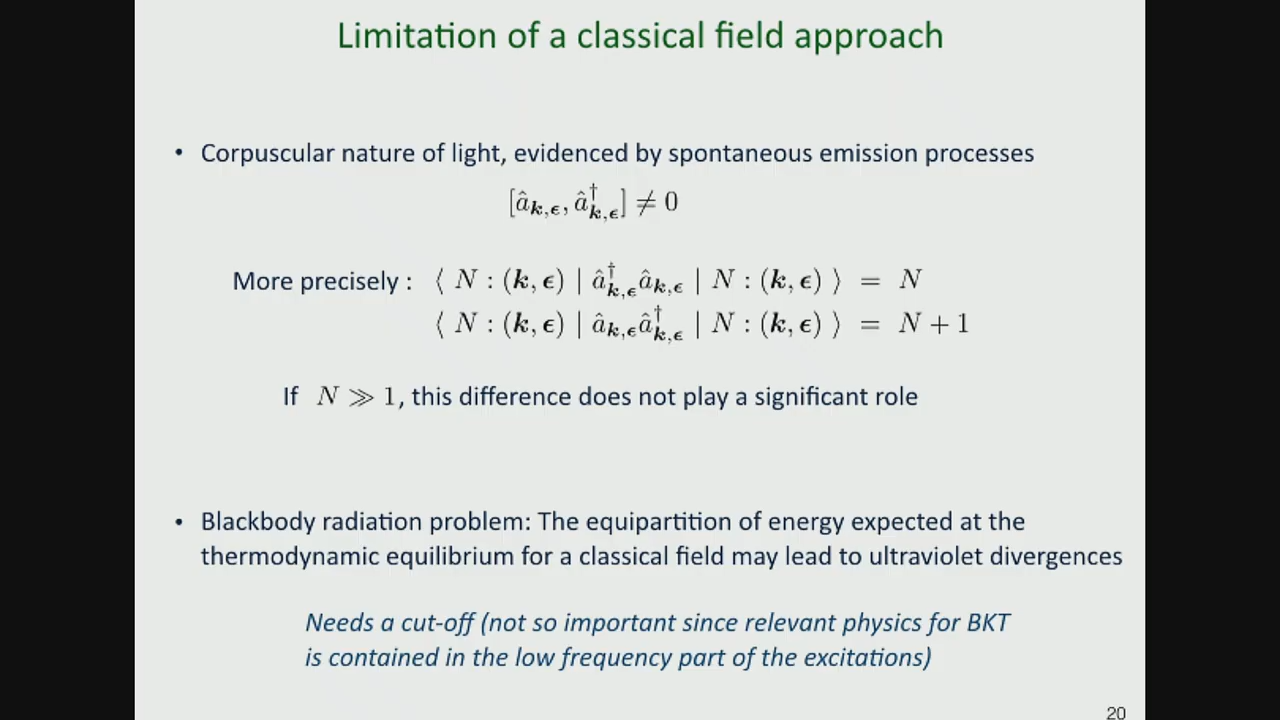 Limitation of a classical field approach
• Corpuscular nature of light, evidenced by spontaneous emission processes
[â_{k,ϵ}, â†_{k,ϵ}] ≠ 0
More precisely : ⟨ N : (k, ϵ) | â†_{k,ϵ} â_{k,ϵ} | N : (k, ϵ) ⟩ = N
⟨ N : (k, ϵ) | â_{k,ϵ} â†_{k,ϵ} | N : (k, ϵ) ⟩ = N + 1
If N ≫ 1, this difference does not play a significant role
• Blackbody radiation problem: The equipartition of energy expected at the
thermodynamic equilibrium for a classical field may lead to ultraviolet divergences
Needs a cut-off (not so important since relevant physics for BKT
is contained in the low frequency part of the excitations)
20